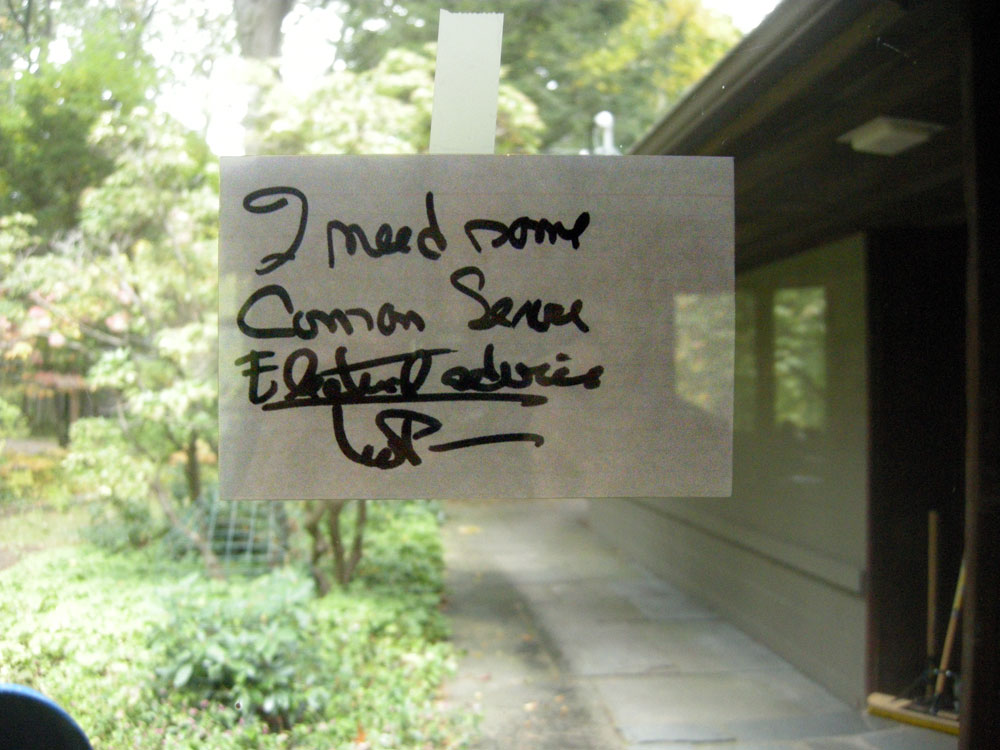 I need some
Common Sense
advice